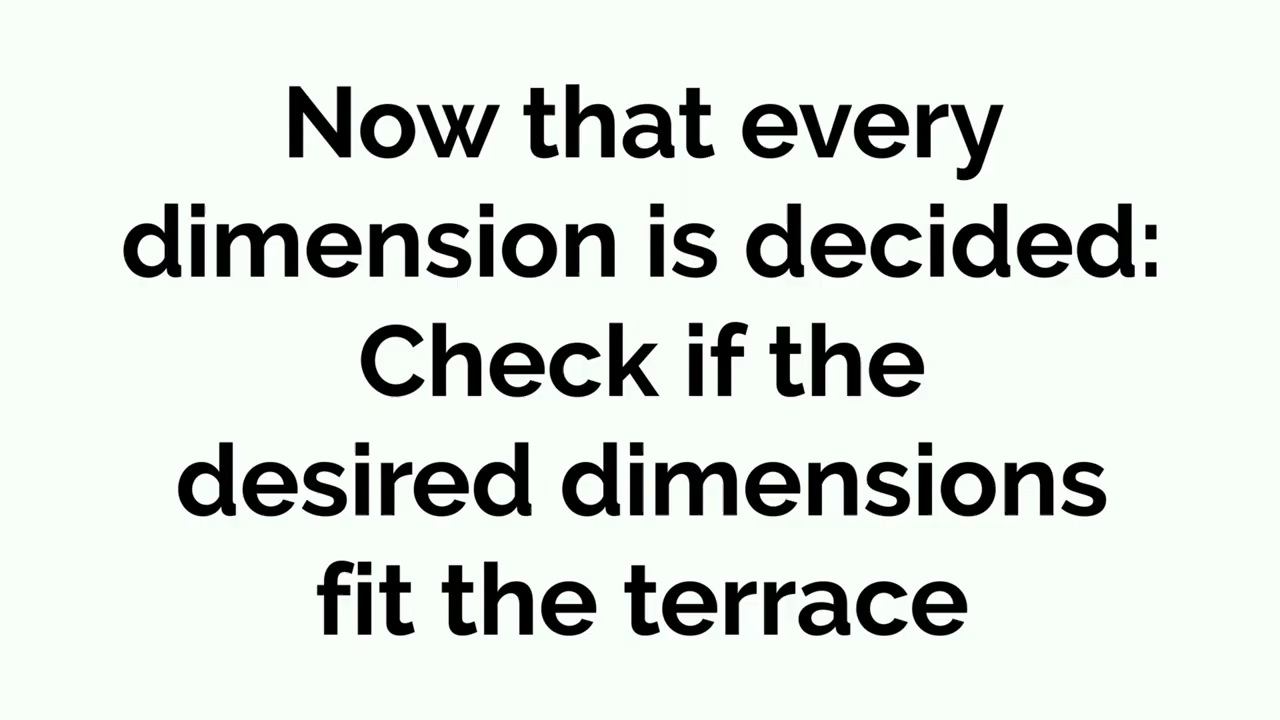 Now that every
dimension is decided:
Check if the
desired dimensions
fit the terrace